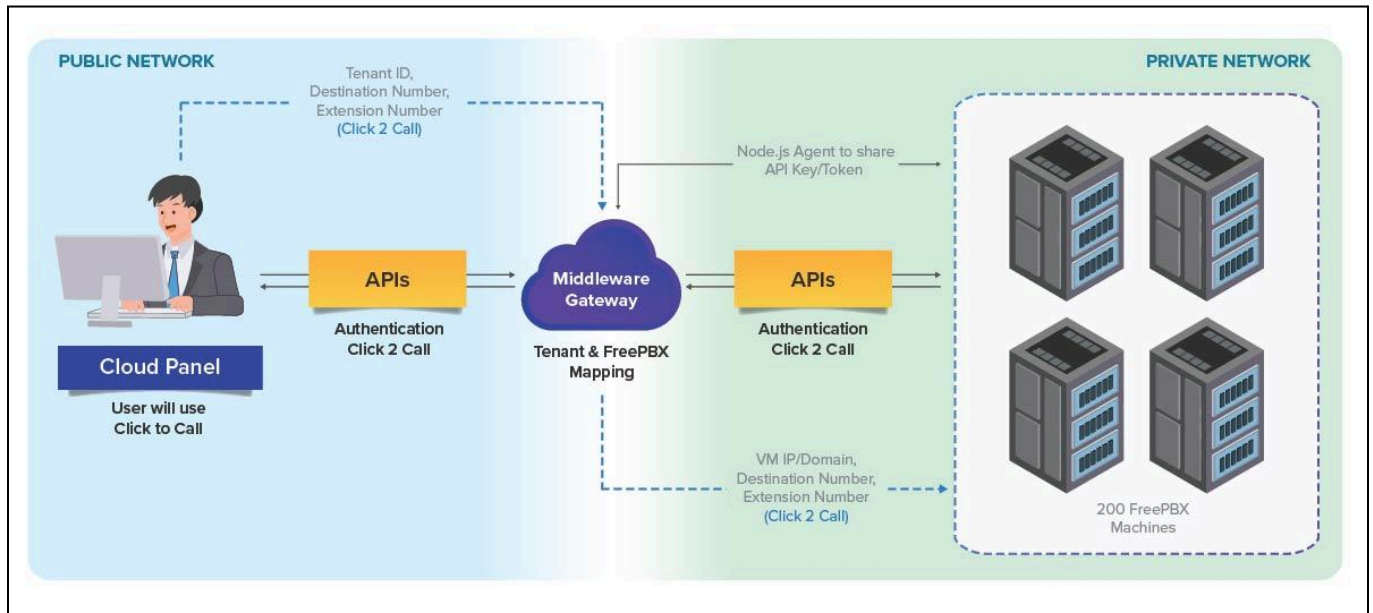 PUBLIC NETWORK
PRIVATE NETWORK
Tenant ID,
Destination Number,
Extension Number
(Click 2 Call)
Node.js Agent to share
API Key/Token
APIs
Authentication
Click 2 Call
Middleware
Gateway
Tenant & FreePBX
Mapping
APIs
Authentication
Click 2 Call
Cloud Panel
User will use
Click to Call
VM IP/Domain,
Destination Number,
Extension Number
(Click 2 Call)
200 FreePBX
Machines